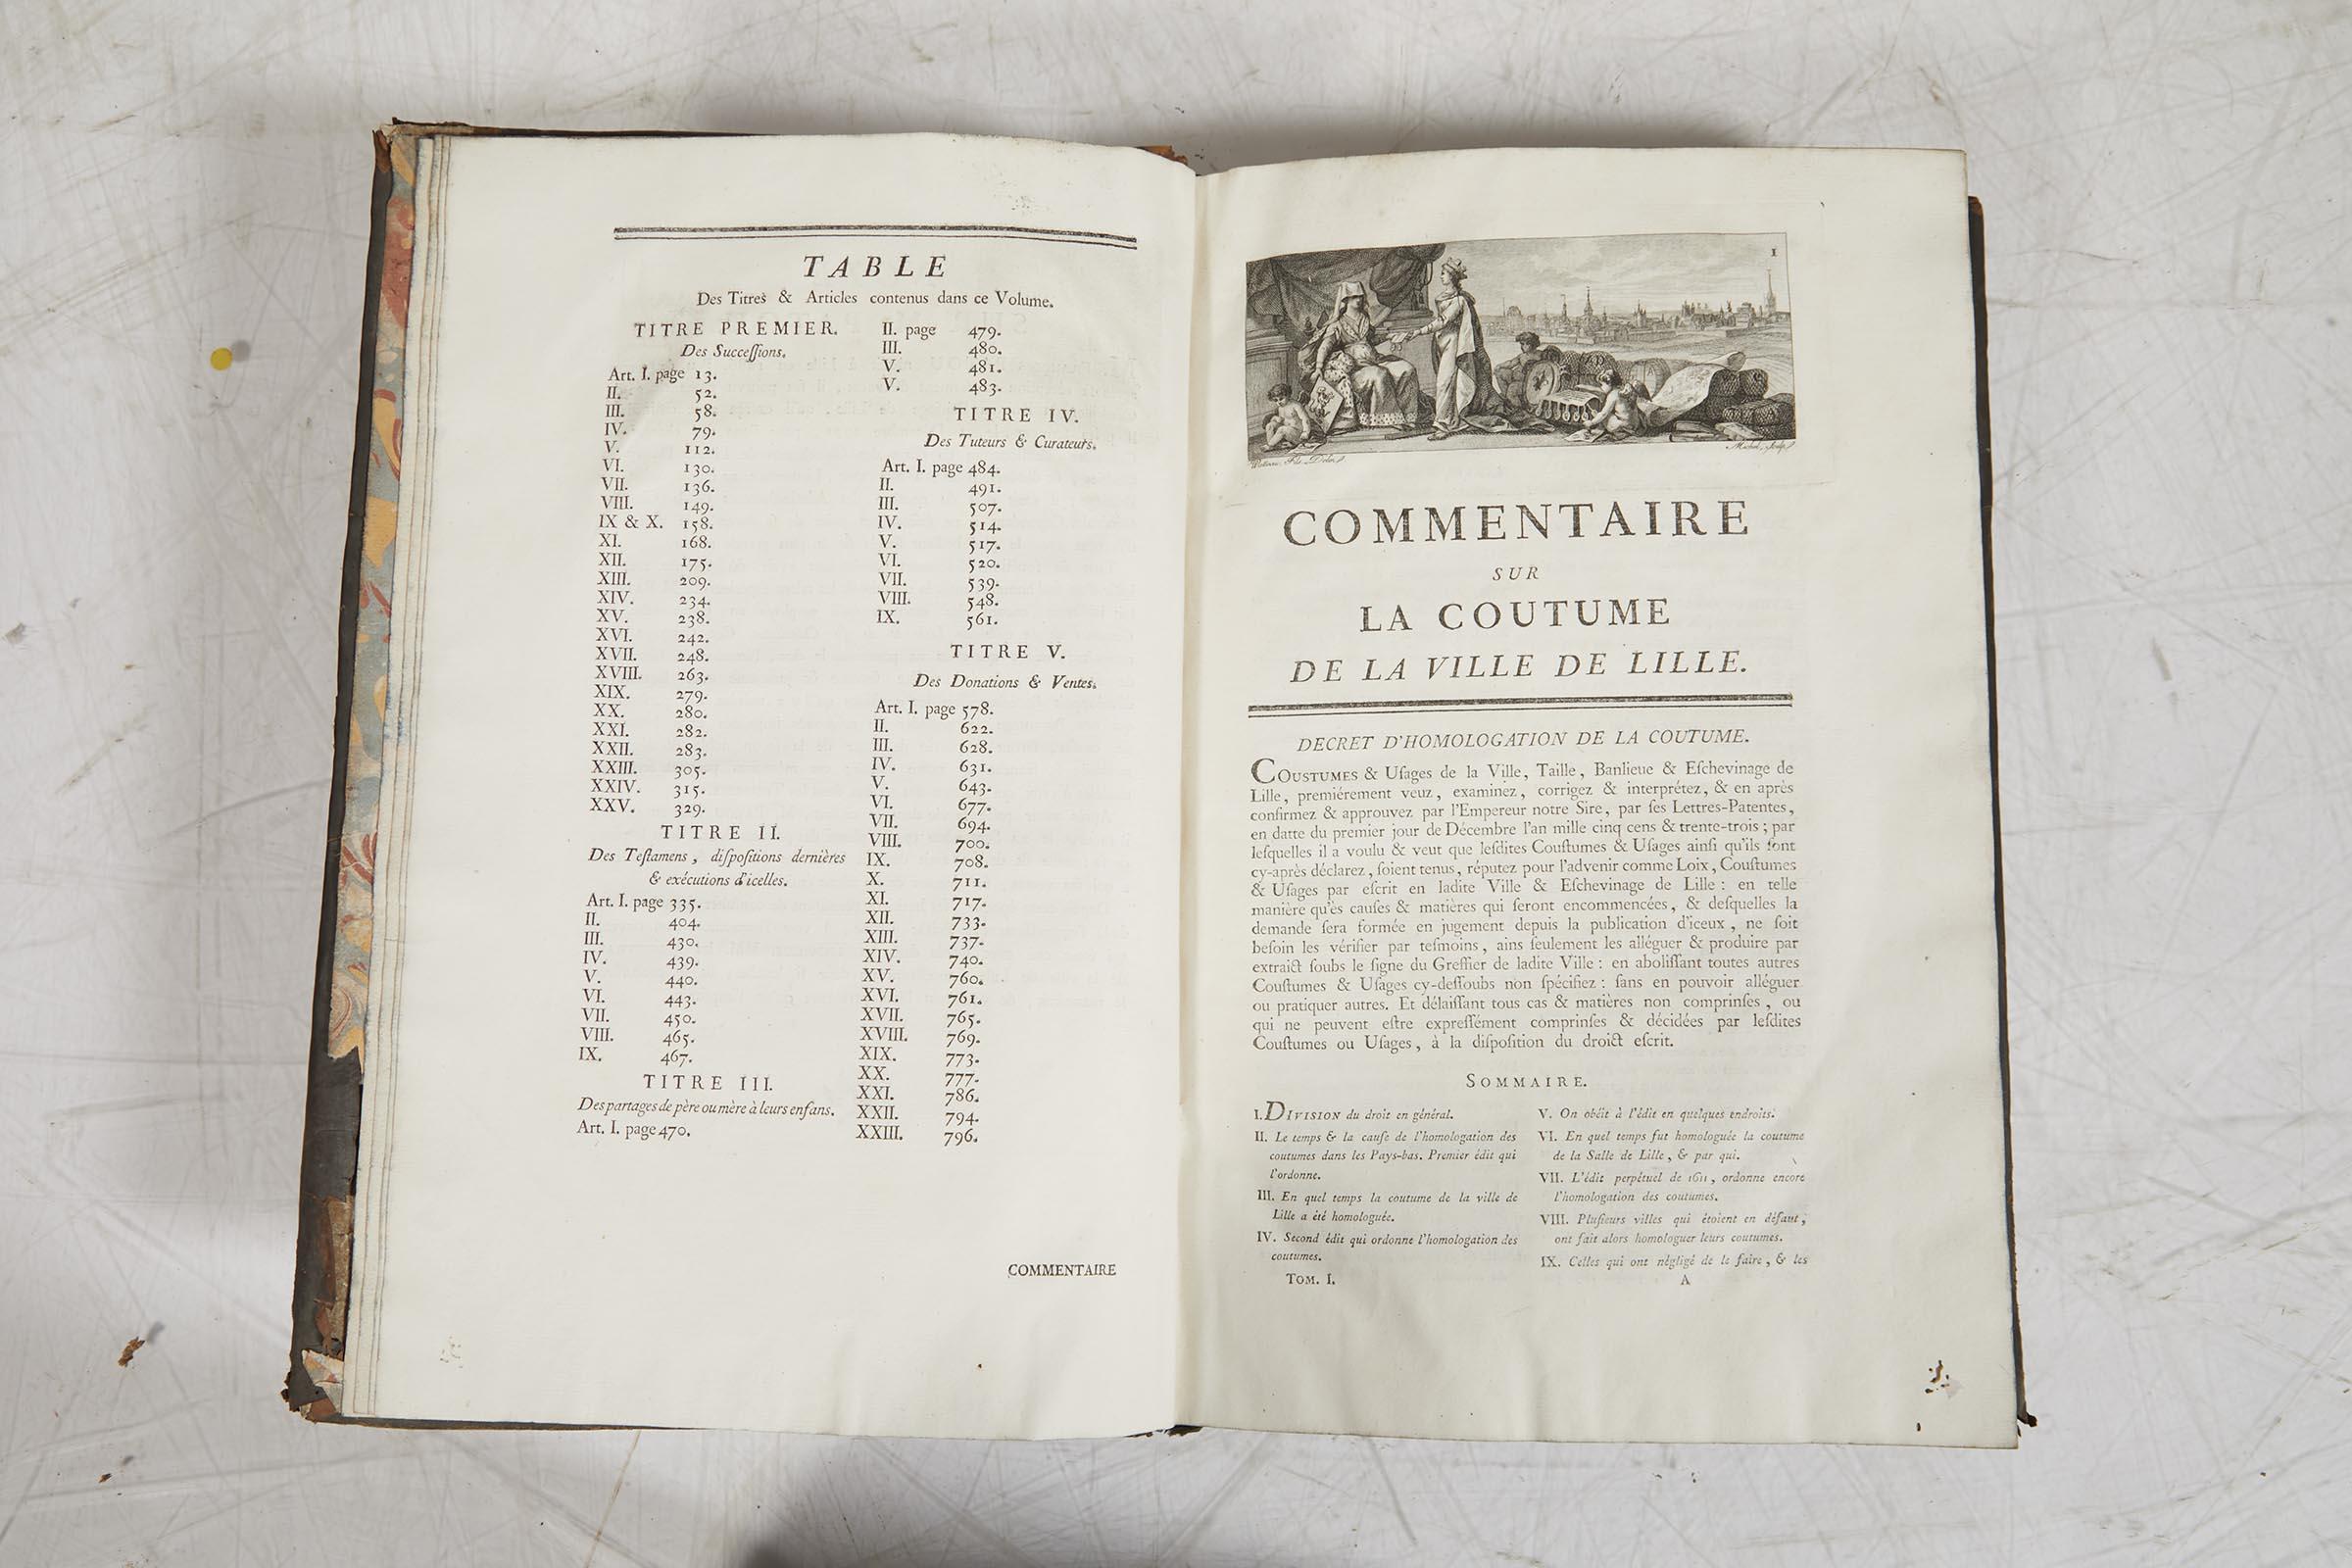 TABLE
Des Titres & Articles contenus dans ce Volume.
TITRE PREMIER.
Des Succeſſions.
Art. I. page 13.
II. 52.
III. 58.
IV. 79.
V. 112.
VI. 130.
VII. 136.
VIII. 149.
IX & X. 158.
XI. 168.
XII. 175.
XIII. 209.
XIV. 234.
XV. 238.
XVI. 242.
XVII. 248.
XVIII. 263.
XIX. 279.
XX. 280.
XXI. 282.
XXII. 283.
XXIII. 305.
XXIV. 315.
XXV. 329.
TITRE II.
Des Teſtamens, diſpoſitions dernières
& exécutions d'icelles.
Art. I. page 335.
II. 404.
III. 430.
IV. 439.
V. 440.
VI. 443.
VII. 450.
VIII. 465.
IX. 467.
TITRE III.
Des partages de père ou mère à leurs enfans.
Art. I. page 470.
II. page 479.
III. 480.
V. 481.
V. 483.
TITRE IV.
Des Tuteurs & Curateurs.
Art. I. page 484.
II. 491.
III. 507.
IV. 514.
V. 517.
VI. 520.
VII. 539.
VIII. 548.
IX. 561.
TITRE V.
Des Donations & Ventes.
Art. I. page 578.
II. 622.
III. 628.
IV. 631.
V. 643.
VI. 677.
VII. 694.
VIII. 700.
IX. 708.
X. 711.
XI. 717.
XII. 733.
XIII. 737.
XIV. 740.
XV. 760.
XVI. 761.
XVII. 765.
XVIII. 769.
XIX. 773.
XX. 777.
XXI. 786.
XXII. 794.
XXIII. 796.
COMMENTAIRE
1
Fils Delin
Michel, Sculp
COMMENTAIRE
SUR
LA COUTUME
DE LA VILLE DE LILLE.
DECRET D'HOMOLOGATION DE LA COUTUME.
COUSTUMES & Uſages de la Ville, Taille, Banlieue & Eſchevinage de
Lille, premiérement veuz, examinez, corrigez & interprétez, & en après
confirmez & approuvez par l'Empereur notre Sire, par ſes Lettres-Patentes,
en datte du premier jour de Décembre l'an mille cinq cens & trente-trois; par
leſquelles il a voulu & veut que leſdites Couſtumes & Uſages ainſi qu'ils ſont
cy-après déclarez, ſoient tenus, réputez pour l'advenir comme Loix, Couſtumes
& Uſages par eſcrit en ladite Ville & Eſchevinage de Lille : en telle
manière qu'ès cauſes & matières qui ſeront encommencées, & deſquelles la
demande ſera formée en jugement depuis la publication d'iceux, ne ſoit
beſoin les vérifier par teſmoins, ains ſeulement les alléguer & produire par
extraict ſoubs le ſigne du Greffier de ladite Ville : en aboliſſant toutes autres
Couſtumes & Uſages cy-deſſoubs non ſpécifiez : ſans en pouvoir alléguer
ou pratiquer autres. Et délaiſſant tous cas & matières non comprinſes, ou
qui ne peuvent eſtre expreſſément comprinſes & décidées par leſdites
Couſtumes ou Uſages, à la diſpoſition du droict eſcrit.
SOMMAIRE.
I. DIVISION du droit en général.
II. Le temps & la cauſe de l'homologation des
coutumes dans les Pays-bas. Premier édit qui
l'ordonne.
III. En quel temps la coutume de la ville de
Lille a été homologuée.
IV. Second édit qui ordonne l'homologation des
coutumes.
V. On obéit à l'édit en quelques endroits.
VI. En quel temps fut homologuée la coutume
de la Salle de Lille, & par qui.
VII. L'édit perpétuel de 1611, ordonne encore
l'homologation des coutumes.
VIII. Pluſieurs villes qui étoient en défaut,
ont fait alors homologuer leurs coutumes.
IX. Celles qui ont négligé de le faire, & les
TOM. I.
A